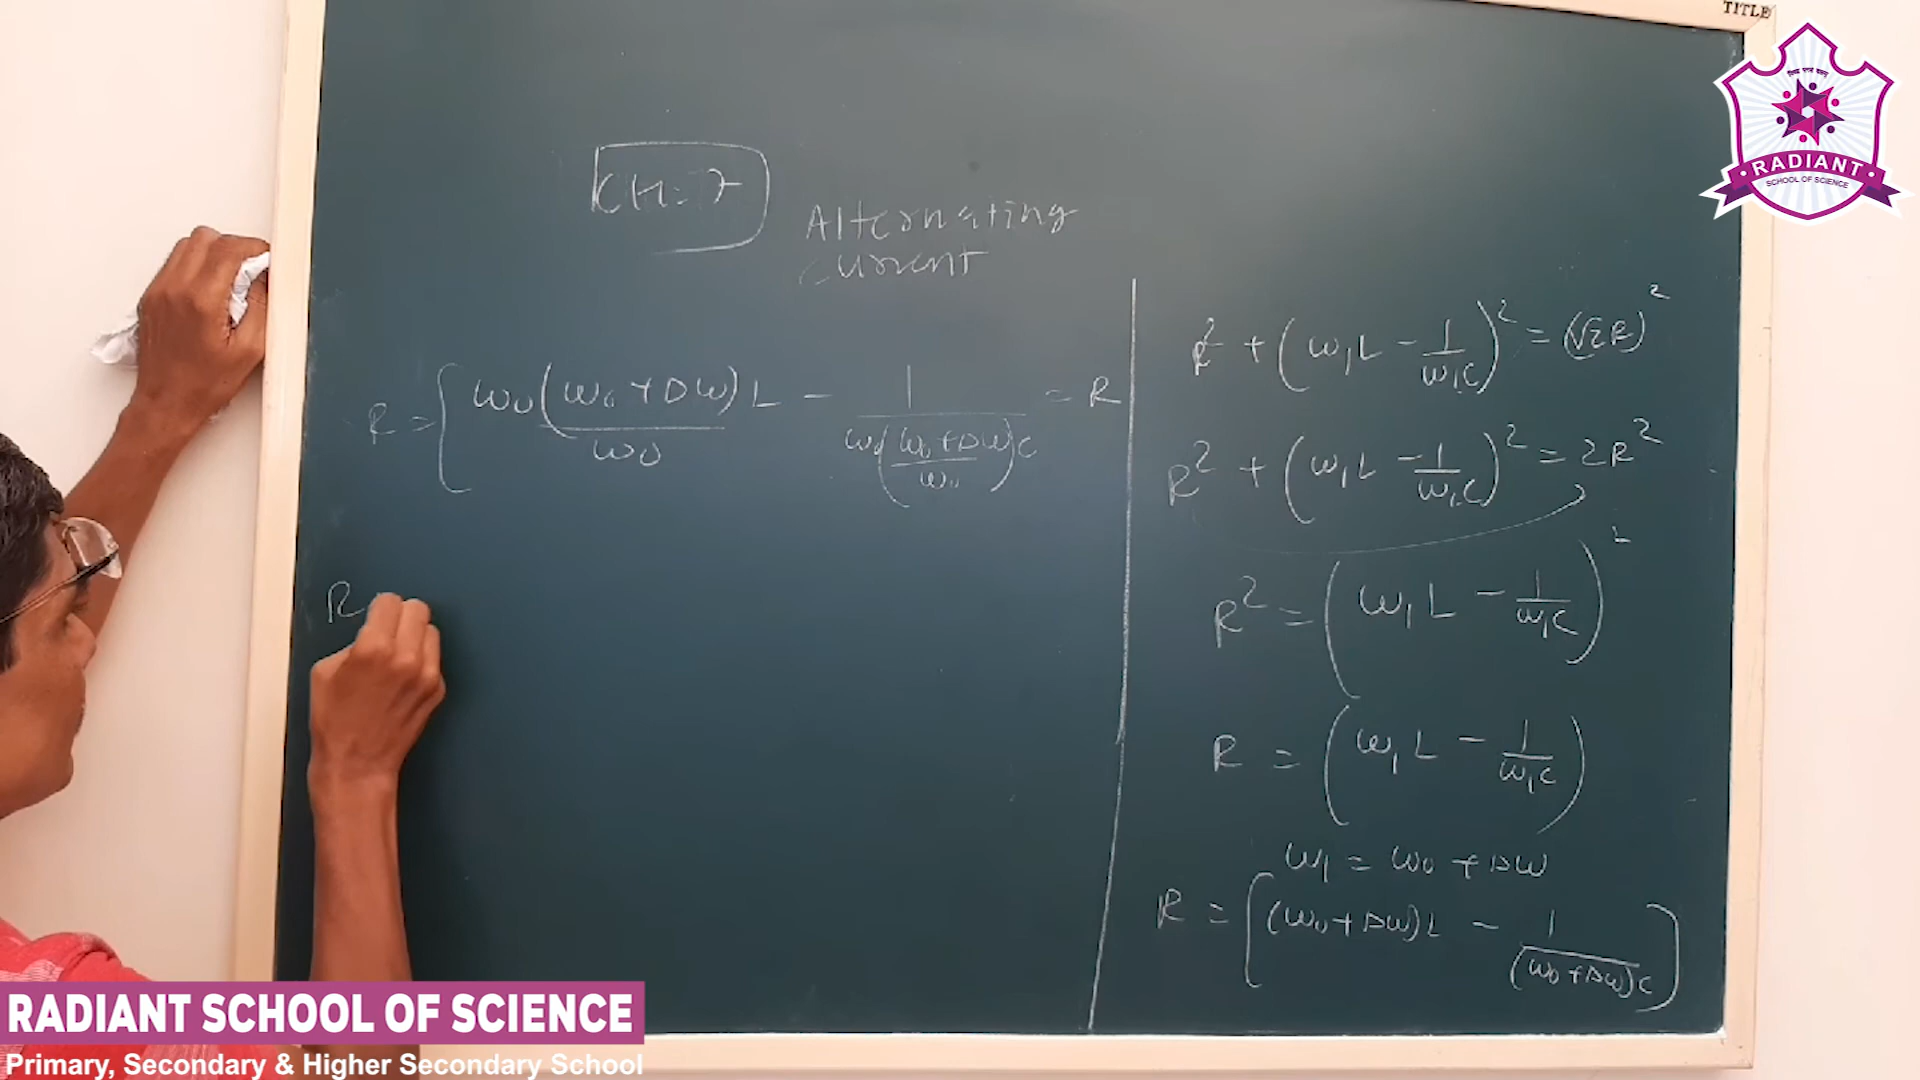 TITLE
RADIANT
SCHOOL OF SCIENCE
CH=7
Alternating
current
R = [ ω0(ω0+Δω)/ω0 L - 1/(ω0((ω0+Δω)/ω0)C) = R
R
R² + (ω1L - 1/ω1C)² = (√2R)²
R² + (ω1L - 1/ω1C)² = 2R²
R² = (ω1L - 1/ω1C)²
R = (ω1L - 1/ω1C)
ω1 = ω0 + Δω
R = [(ω0+Δω)L - 1/(ω0+Δω)C]
RADIANT SCHOOL OF SCIENCE
Primary, Secondary & Higher Secondary School